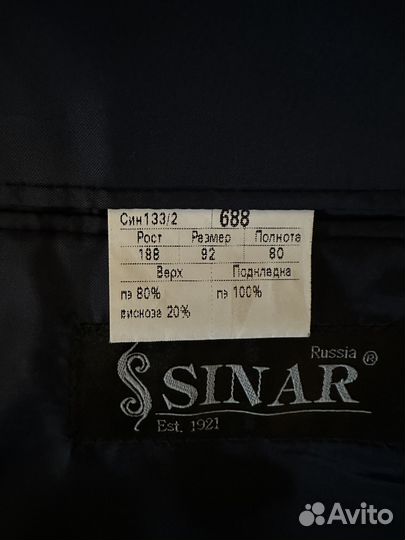 Син133/2 688
Рост Размер Полнота
188 92 80
Верх Подкладка
пэ 80% пэ 100%
вискоза 20%
Russia ®
SINAR
Est. 1921
Avito